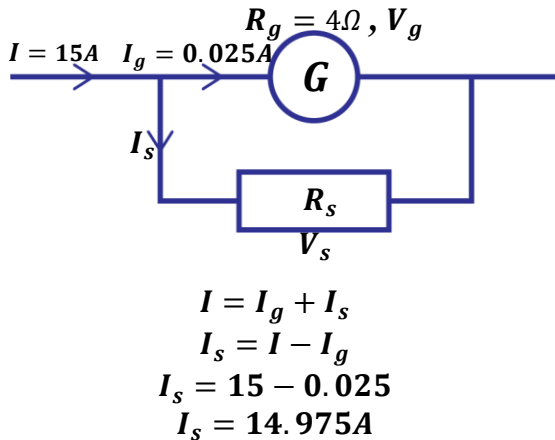 R_g = 4Ω , V_g
I = 15A I_g = 0.025A
G
I_s
R_s
V_s
I = I_g + I_s
I_s = I − I_g
I_s = 15 − 0.025
I_s = 14.975A